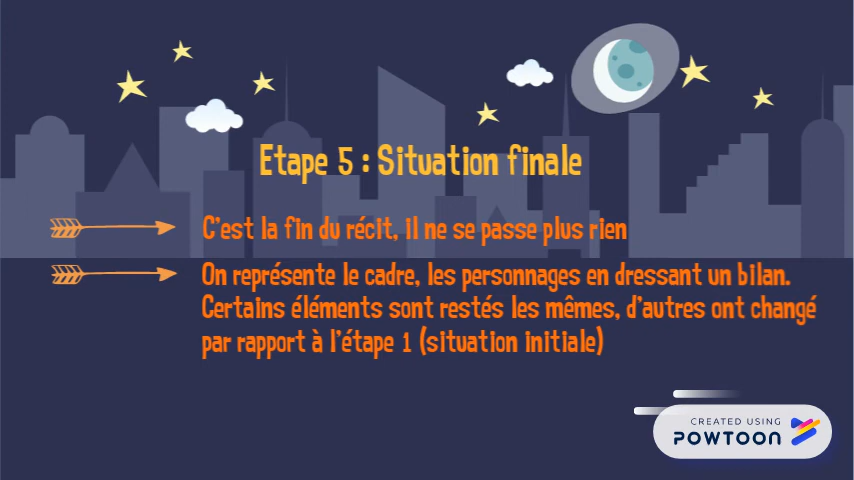 Etape 5 : Situation finale
C'est la fin du récit, il ne se passe plus rien
On représente le cadre, les personnages en dressant un bilan.
Certains éléments sont restés les mêmes, d'autres ont changé
par rapport à l'étape 1 (situation initiale)
CREATED USING
POWTOON